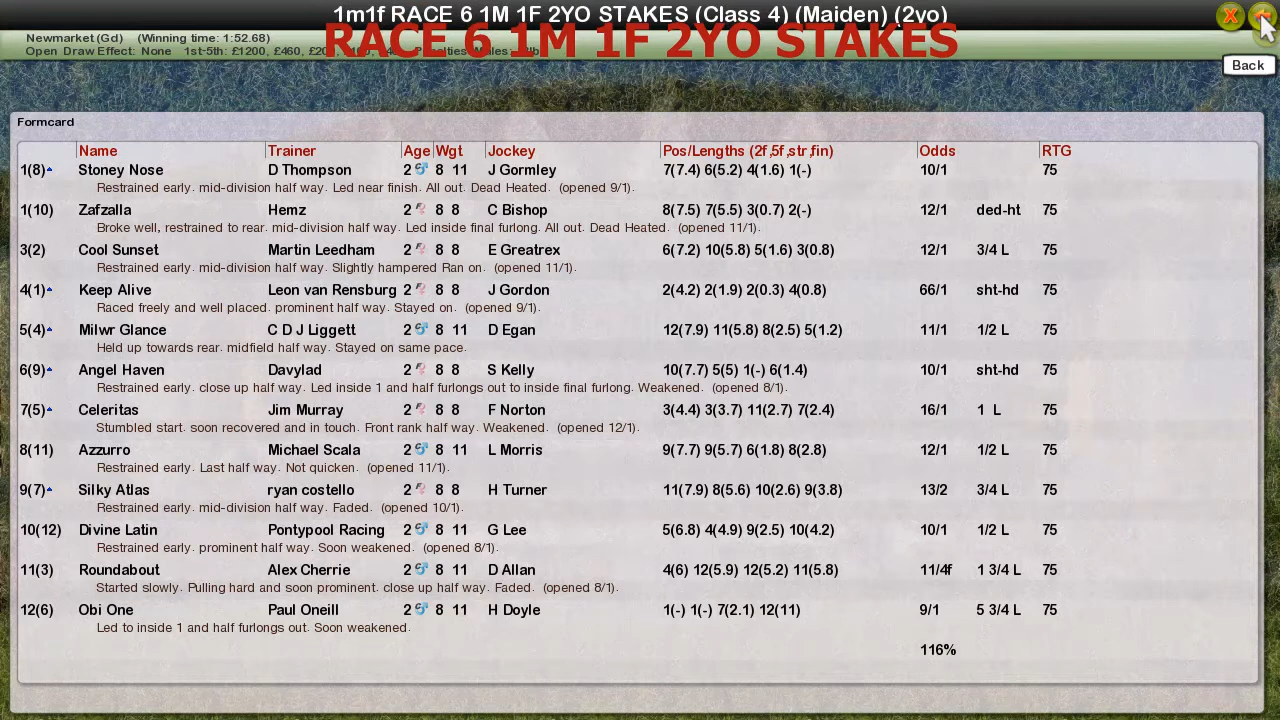 1m1f RACE 6 1M 1F 2YO STAKES (Class 4) (Maiden) (2yo)
RACE 6 1M 1F 2YO STAKES
Newmarket (Gd) (Winning time: 1:52.68)
Open Draw Effect: None 1st-5th: £1200, £460,
X
Back
Formcard
Name Trainer Age Wgt Jockey Pos/Lengths (2f,5f,str,fin) Odds RTG
1(8) Stoney Nose D Thompson 2 8 11 J Gormley 7(7.4) 6(5.2) 4(1.6) 1(-) 10/1 75
Restrained early. mid-division half way. Led near finish. All out. Dead Heated. (opened 9/1).
1(10) Zafzalla Hemz 2 8 8 C Bishop 8(7.5) 7(5.5) 3(0.7) 2(-) 12/1 ded-ht 75
Broke well, restrained to rear. mid-division half way. Led inside final furlong. All out. Dead Heated. (opened 11/1).
3(2) Cool Sunset Martin Leedham 2 8 8 E Greatrex 6(7.2) 10(5.8) 5(1.6) 3(0.8) 12/1 3/4 L 75
Restrained early. mid-division half way. Slightly hampered Ran on. (opened 11/1).
4(1) Keep Alive Leon van Rensburg 2 8 8 J Gordon 2(4.2) 2(1.9) 2(0.3) 4(0.8) 66/1 sht-hd 75
Raced freely and well placed. prominent half way. Stayed on. (opened 9/1).
5(4) Milwr Glance C D J Liggett 2 8 11 D Egan 12(7.9) 11(5.8) 8(2.5) 5(1.2) 11/1 1/2 L 75
Held up towards rear. midfield half way. Stayed on same pace.
6(9) Angel Haven Davylad 2 8 8 S Kelly 10(7.7) 5(5) 1(-) 6(1.4) 10/1 sht-hd 75
Restrained early. close up half way. Led inside 1 and half furlongs out to inside final furlong. Weakened. (opened 8/1).
7(5) Celeritas Jim Murray 2 8 8 F Norton 3(4.4) 3(3.7) 11(2.7) 7(2.4) 16/1 1 L 75
Stumbled start. soon recovered and in touch. Front rank half way. Weakened. (opened 12/1).
8(11) Azzurro Michael Scala 2 8 11 L Morris 9(7.7) 9(5.7) 6(1.8) 8(2.8) 12/1 1/2 L 75
Restrained early. Last half way. Not quicken. (opened 11/1).
9(7) Silky Atlas ryan costello 2 8 8 H Turner 11(7.9) 8(5.6) 10(2.6) 9(3.8) 13/2 3/4 L 75
Restrained early. mid-division half way. Faded. (opened 10/1).
10(12) Divine Latin Pontypool Racing 2 8 11 G Lee 5(6.8) 4(4.9) 9(2.5) 10(4.2) 10/1 1/2 L 75
Restrained early. prominent half way. Soon weakened. (opened 8/1).
11(3) Roundabout Alex Cherrie 2 8 11 D Allan 4(6) 12(5.9) 12(5.2) 11(5.8) 11/4f 1 3/4 L 75
Started slowly. Pulling hard and soon prominent. close up half way. Faded. (opened 8/1).
12(6) Obi One Paul Oneill 2 8 11 H Doyle 1(-) 1(-) 7(2.1) 12(11) 9/1 5 3/4 L 75
Led to inside 1 and half furlongs out. Soon weakened.
116%